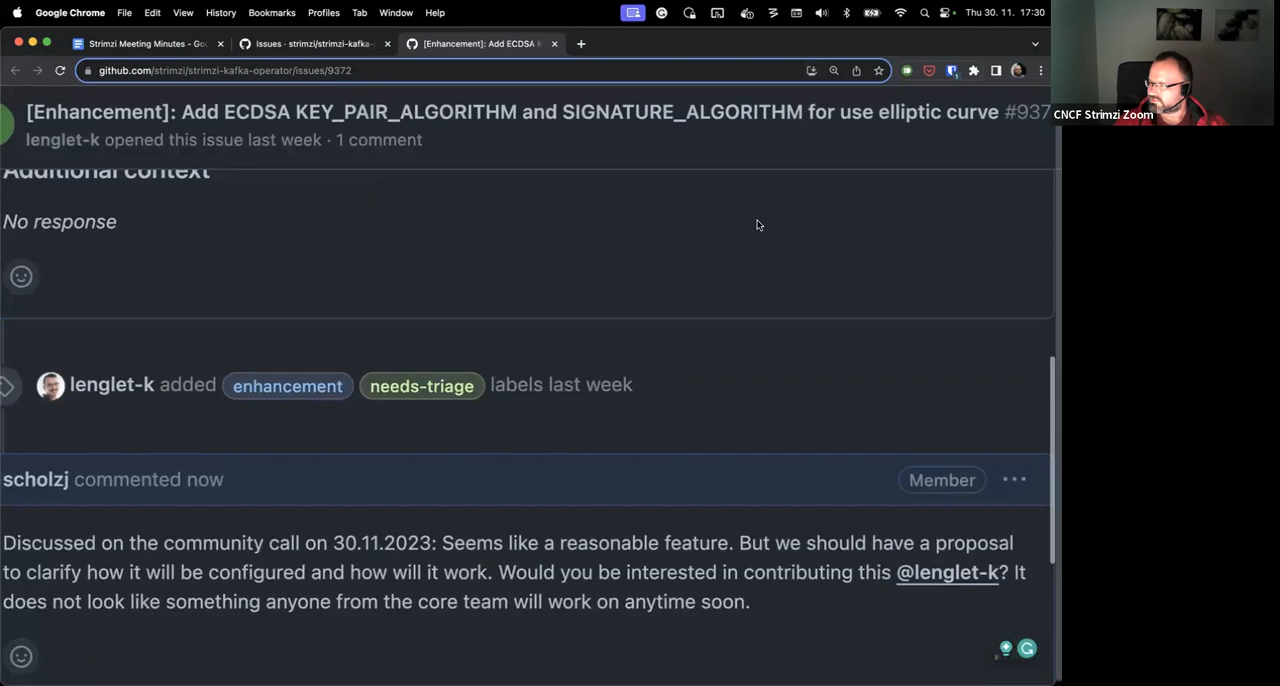 Google Chrome File Edit View History Bookmarks Profiles Tab Window Help Thu 30. 11. 17:30
Strimzi Meeting Minutes - Goo
Issues · strimzi/strimzi-kafka-
[Enhancement]: Add ECDSA K
github.com/strimzi/strimzi-kafka-operator/issues/9372
[Enhancement]: Add ECDSA KEY_PAIR_ALGORITHM and SIGNATURE_ALGORITHM for use elliptic curve #937
CNCF Strimzi Zoom
lenglet-k opened this issue last week · 1 comment
Additional context
No response
lenglet-k added enhancement needs-triage labels last week
scholzj commented now
Member
Discussed on the community call on 30.11.2023: Seems like a reasonable feature. But we should have a proposal
to clarify how it will be configured and how will it work. Would you be interested in contributing this @lenglet-k? It
does not look like something anyone from the core team will work on anytime soon.